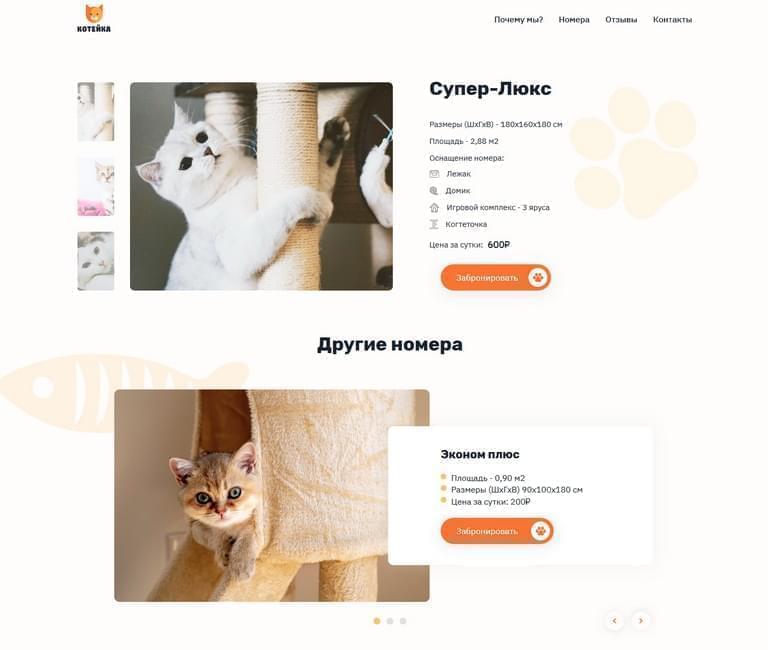 КОТЕЙКА
Почему мы?
Номера
Отзывы
Контакты
Супер-Люкс
Размеры (ШхГхВ) - 180х160х180 см
Площадь - 2,88 м2
Оснащение номера:
Лежак
Домик
Игровой комплекс - 3 яруса
Когтеточка
Цена за сутки: 600₽
Забронировать
Другие номера
Эконом плюс
Площадь - 0,90 м2
Размеры (ШхГхВ) 90х100х180 см
Цена за сутки: 200₽
Забронировать